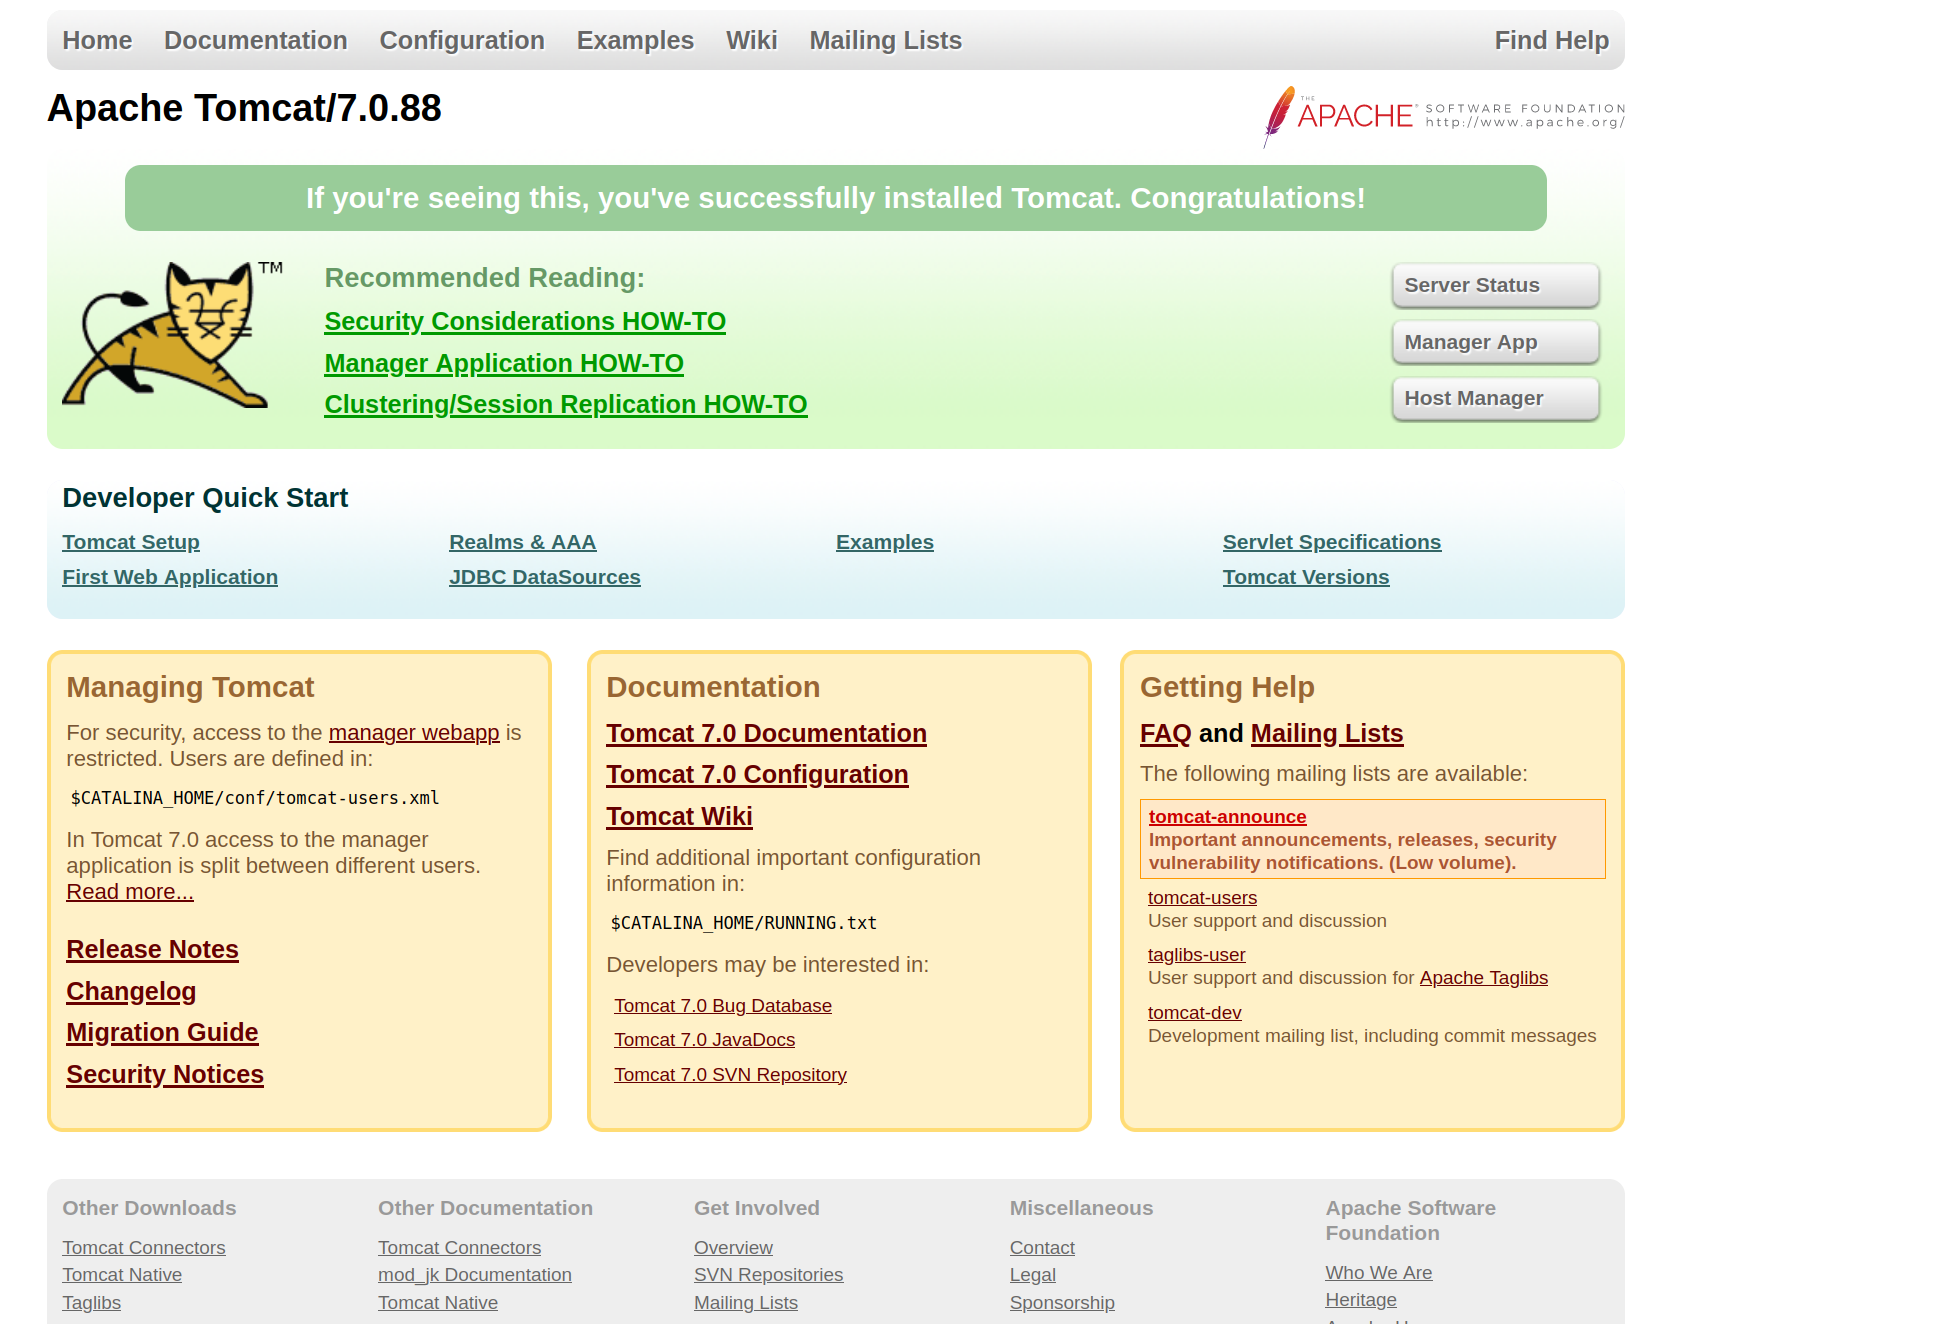 Home Documentation Configuration Examples Wiki Mailing Lists Find Help
Apache Tomcat/7.0.88
THE
APACHE® SOFTWARE FOUNDATION
http://www.apache.org/
If you're seeing this, you've successfully installed Tomcat. Congratulations!
TM
Recommended Reading:
Security Considerations HOW-TO
Manager Application HOW-TO
Clustering/Session Replication HOW-TO
Server Status
Manager App
Host Manager
Developer Quick Start
Tomcat Setup
First Web Application
Realms & AAA
JDBC DataSources
Examples
Servlet Specifications
Tomcat Versions
Managing Tomcat
For security, access to the manager webapp is
restricted. Users are defined in:
$CATALINA_HOME/conf/tomcat-users.xml
In Tomcat 7.0 access to the manager
application is split between different users.
Read more...
Release Notes
Changelog
Migration Guide
Security Notices
Documentation
Tomcat 7.0 Documentation
Tomcat 7.0 Configuration
Tomcat Wiki
Find additional important configuration
information in:
$CATALINA_HOME/RUNNING.txt
Developers may be interested in:
Tomcat 7.0 Bug Database
Tomcat 7.0 JavaDocs
Tomcat 7.0 SVN Repository
Getting Help
FAQ and Mailing Lists
The following mailing lists are available:
tomcat-announce
Important announcements, releases, security
vulnerability notifications. (Low volume).
tomcat-users
User support and discussion
taglibs-user
User support and discussion for Apache Taglibs
tomcat-dev
Development mailing list, including commit messages
Other Downloads
Tomcat Connectors
Tomcat Native
Taglibs
Other Documentation
Tomcat Connectors
mod_jk Documentation
Tomcat Native
Get Involved
Overview
SVN Repositories
Mailing Lists
Miscellaneous
Contact
Legal
Sponsorship
Apache Software
Foundation
Who We Are
Heritage